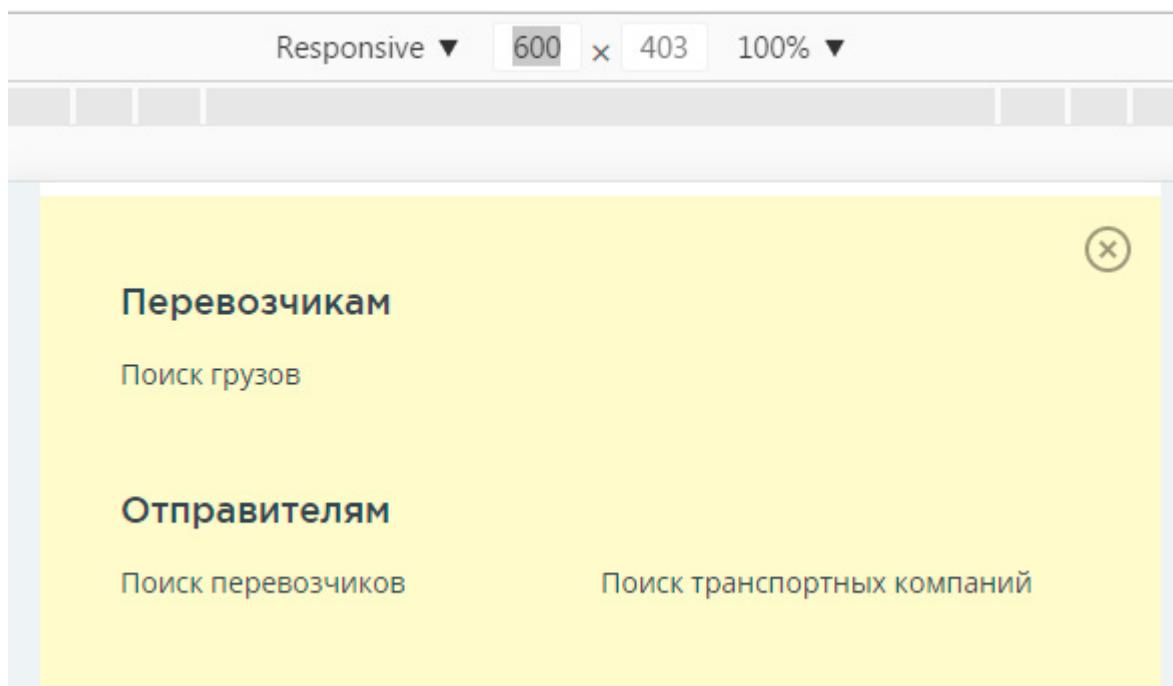 Responsive ▼ 600 × 403 100% ▼
Перевозчикам
Поиск грузов
Отправителям
Поиск перевозчиков Поиск транспортных компаний